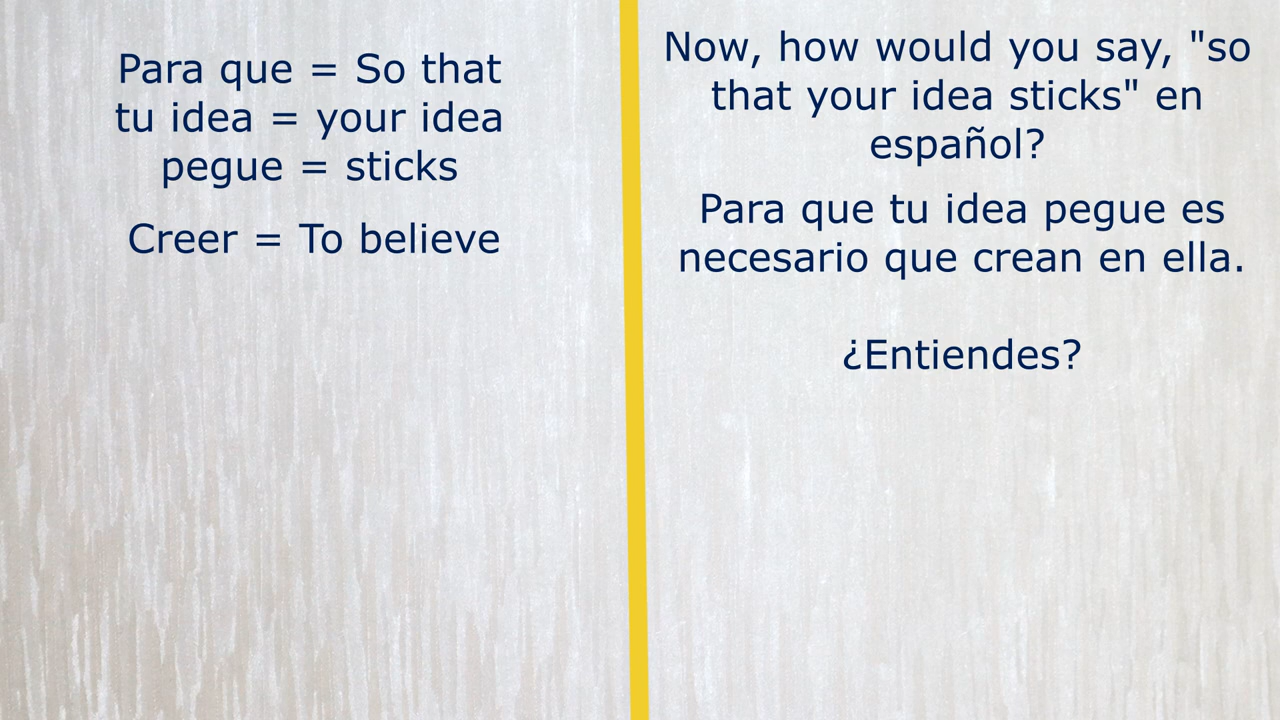 Para que = So that
tu idea = your idea
pegue = sticks
Creer = To believe
Now, how would you say, "so
that your idea sticks" en
español?
Para que tu idea pegue es
necesario que crean en ella.
¿Entiendes?